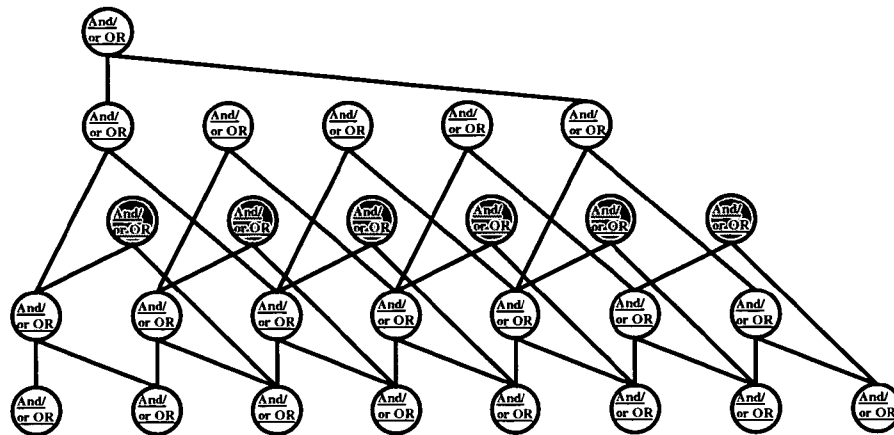 And/
or OR
And/
or OR
And/
or OR
And/
or OR
And/
or OR
And/
or OR
And/
or OR
And/
or OR
And/
or OR
And/
or OR
And/
or OR
And/
or OR
And/
or OR
And/
or OR
And/
or OR
And/
or OR
And/
or OR
And/
or OR
And/
or OR
And/
or OR
And/
or OR
And/
or OR
And/
or OR
And/
or OR
And/
or OR
And/
or OR
And/
or OR